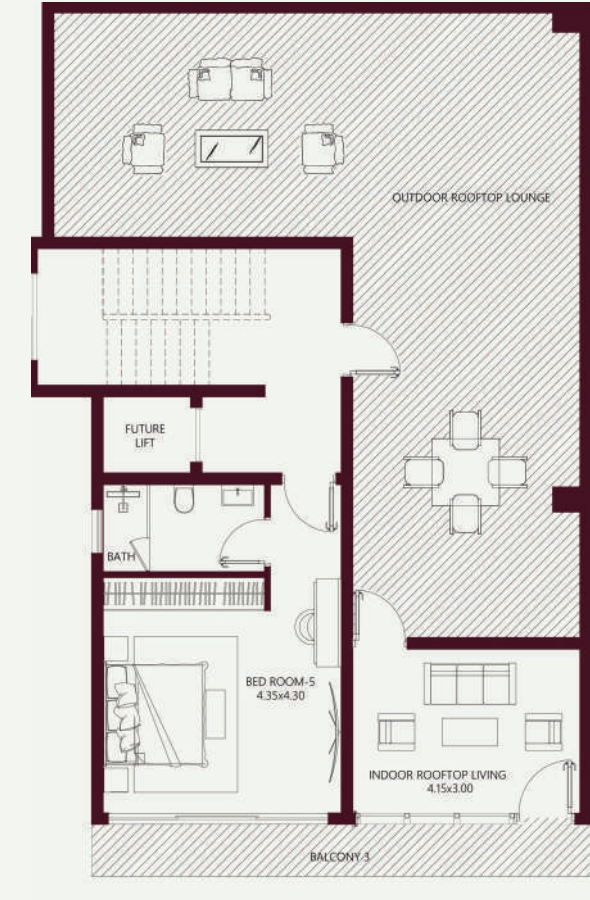 OUTDOOR ROOFTOP LOUNGE
FUTURE
LIFT
BATH
BED ROOM-5
4.35x4.30
INDOOR ROOFTOP LIVING
4.15x3.00
BALCONY 3